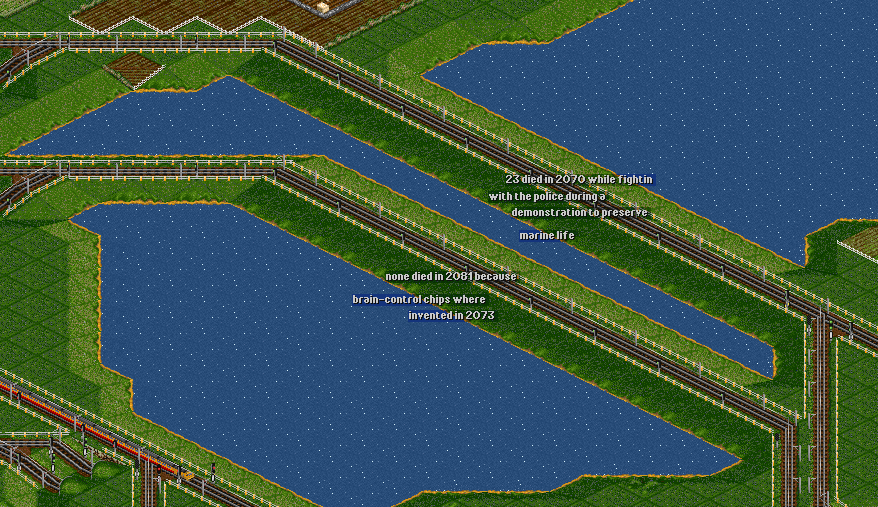 23 died in 2070 while fightin
with the police during a
demonstration to preserve
marine life
none died in 2081 because
brain-control chips where
invented in 2073